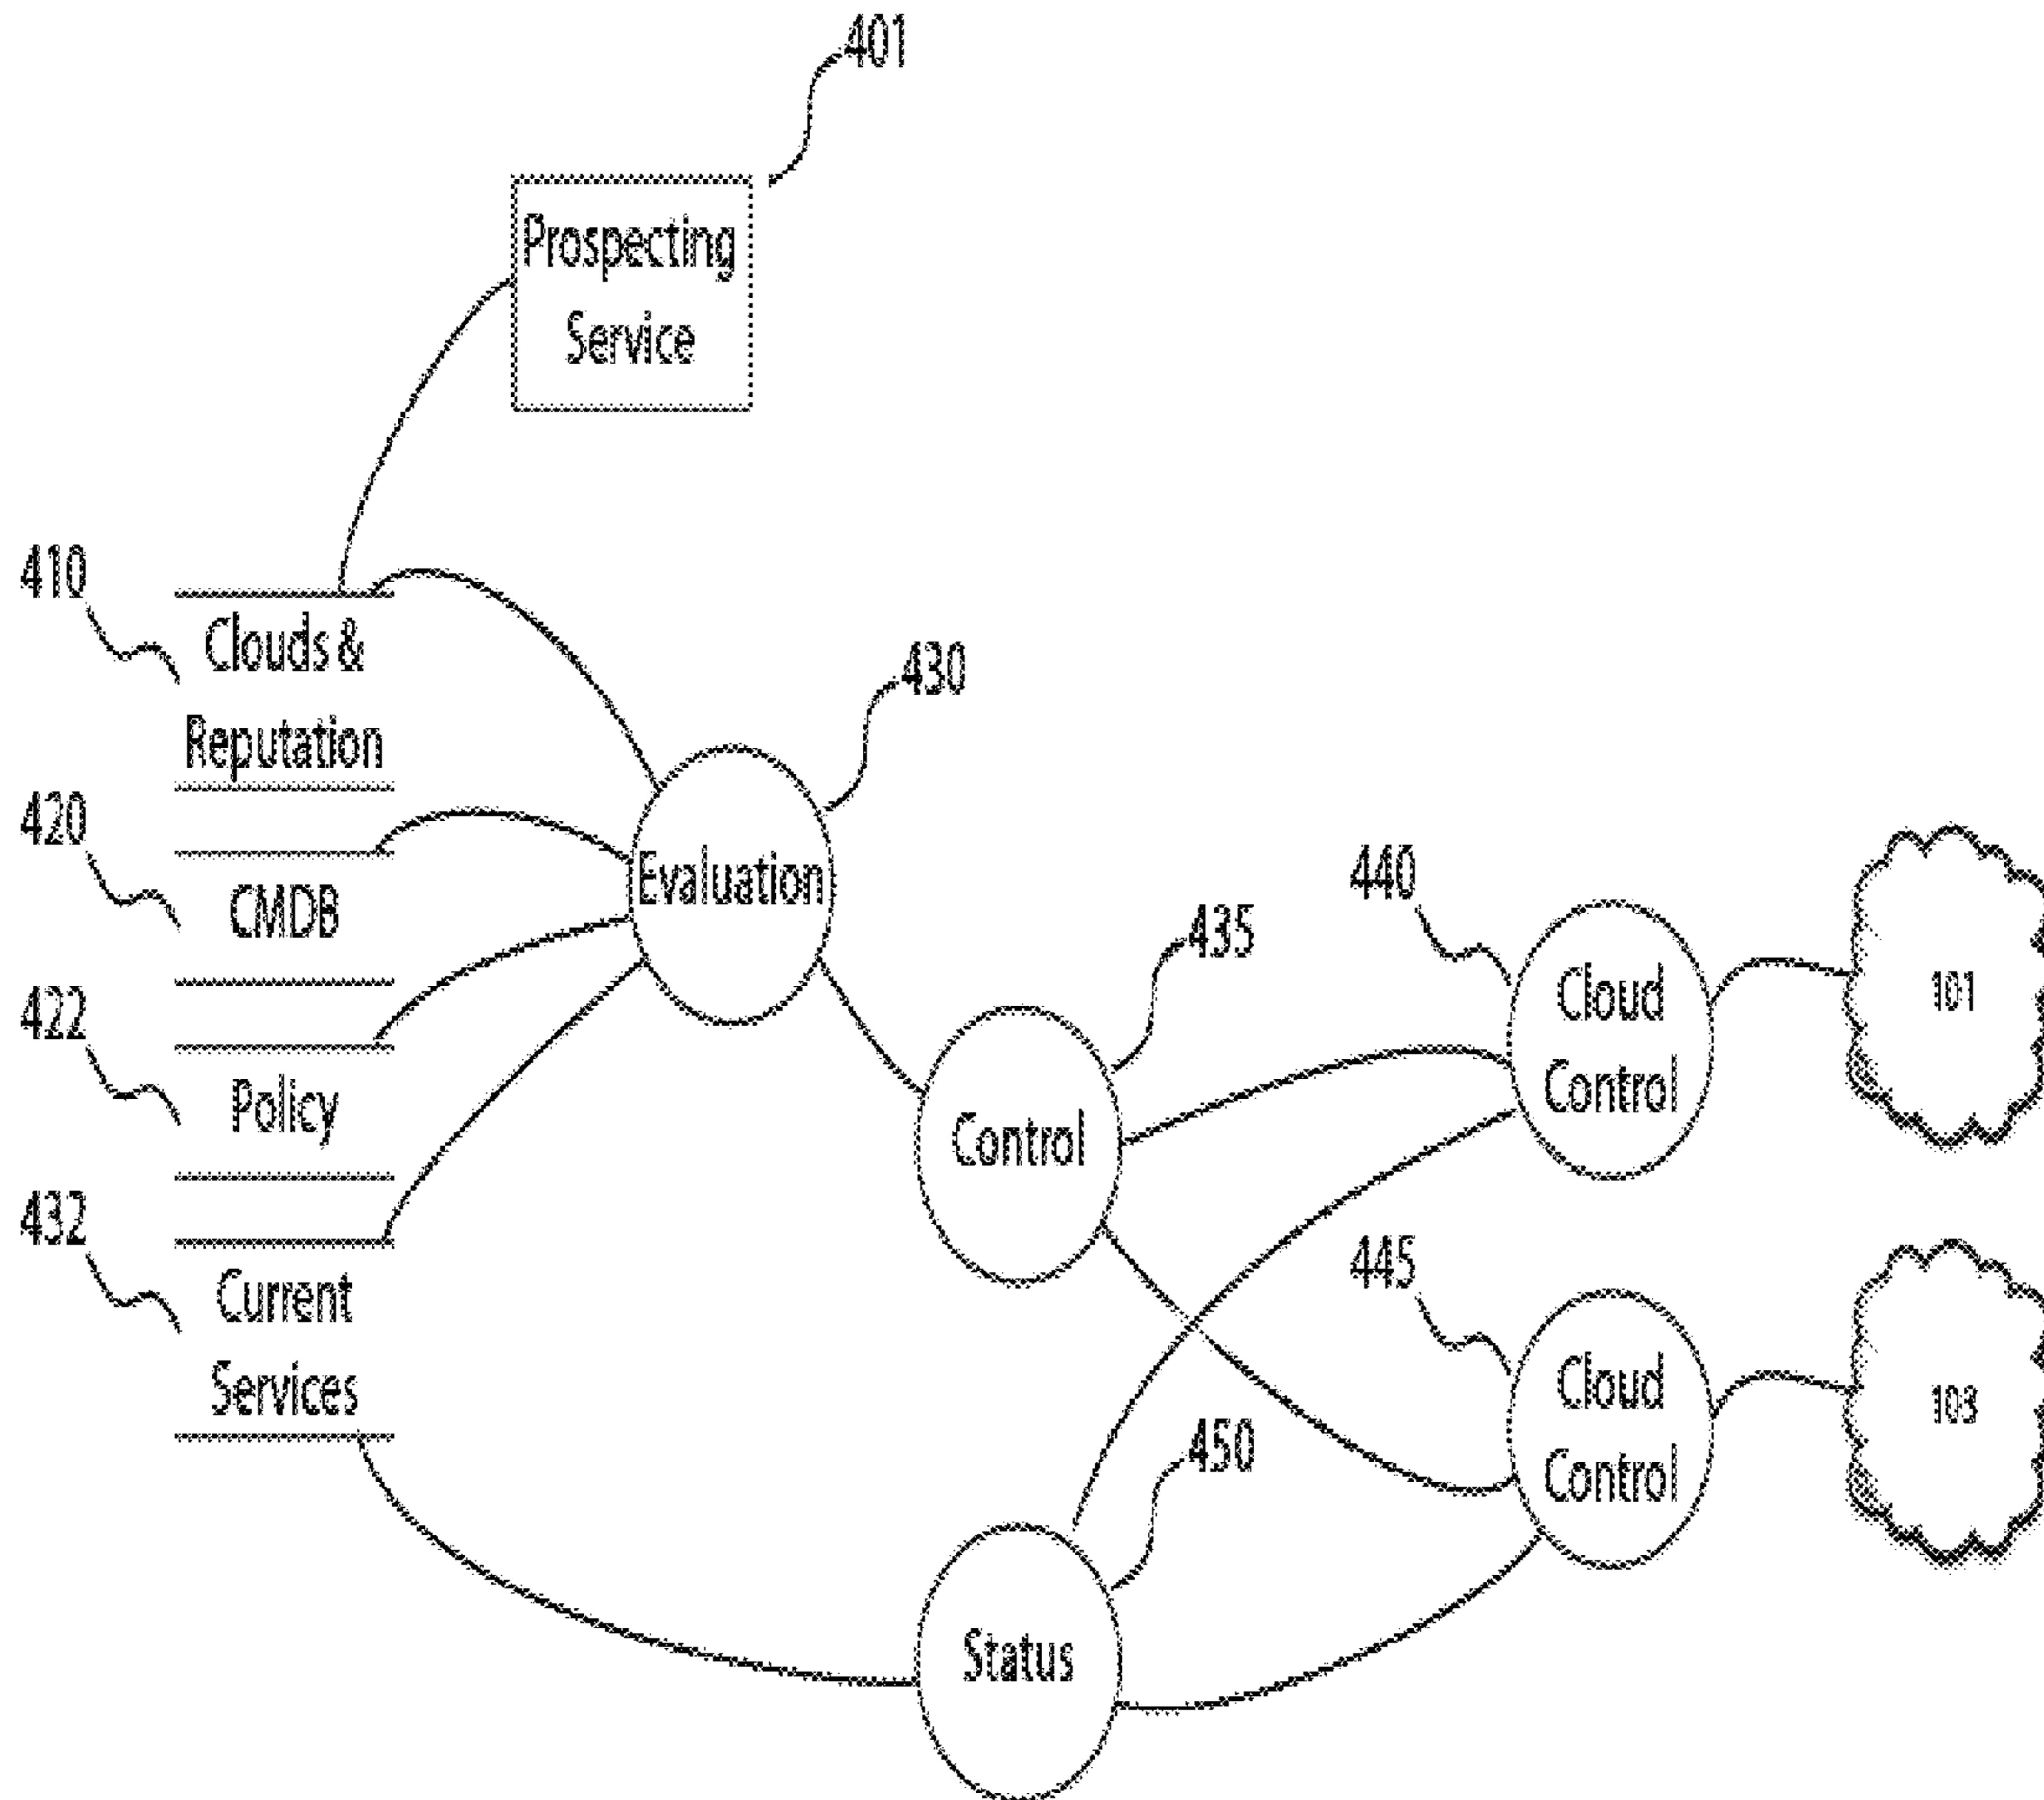 401
Prospecting
Service
410
Clouds &
Reputation
430
420
CMDB
Evaluation
422
Policy
435
Control
440
Cloud
Control
101
432
Current
Services
445
Cloud
Control
103
450
Status